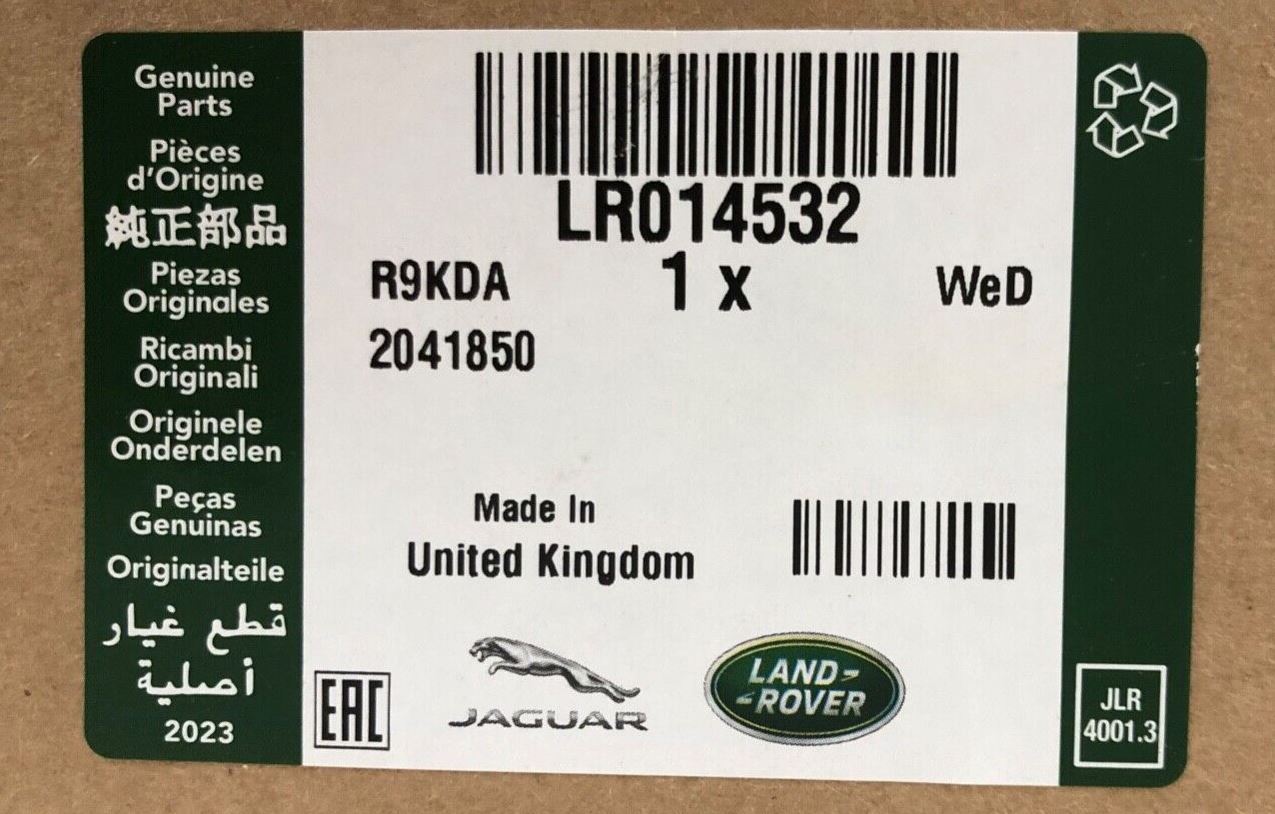 Genuine
Parts
Pièces
d'Origine
純正部品
Piezas
Originales
Ricambi
Originali
Originele
Onderdelen
Peças
Genuinas
Originalteile
قطع غيار
أصلية
2023
LR014532
R9KDA
1 x
WeD
2041850
Made In
United Kingdom
EAC
JAGUAR
LAND-
-ROVER
JLR
4001.3